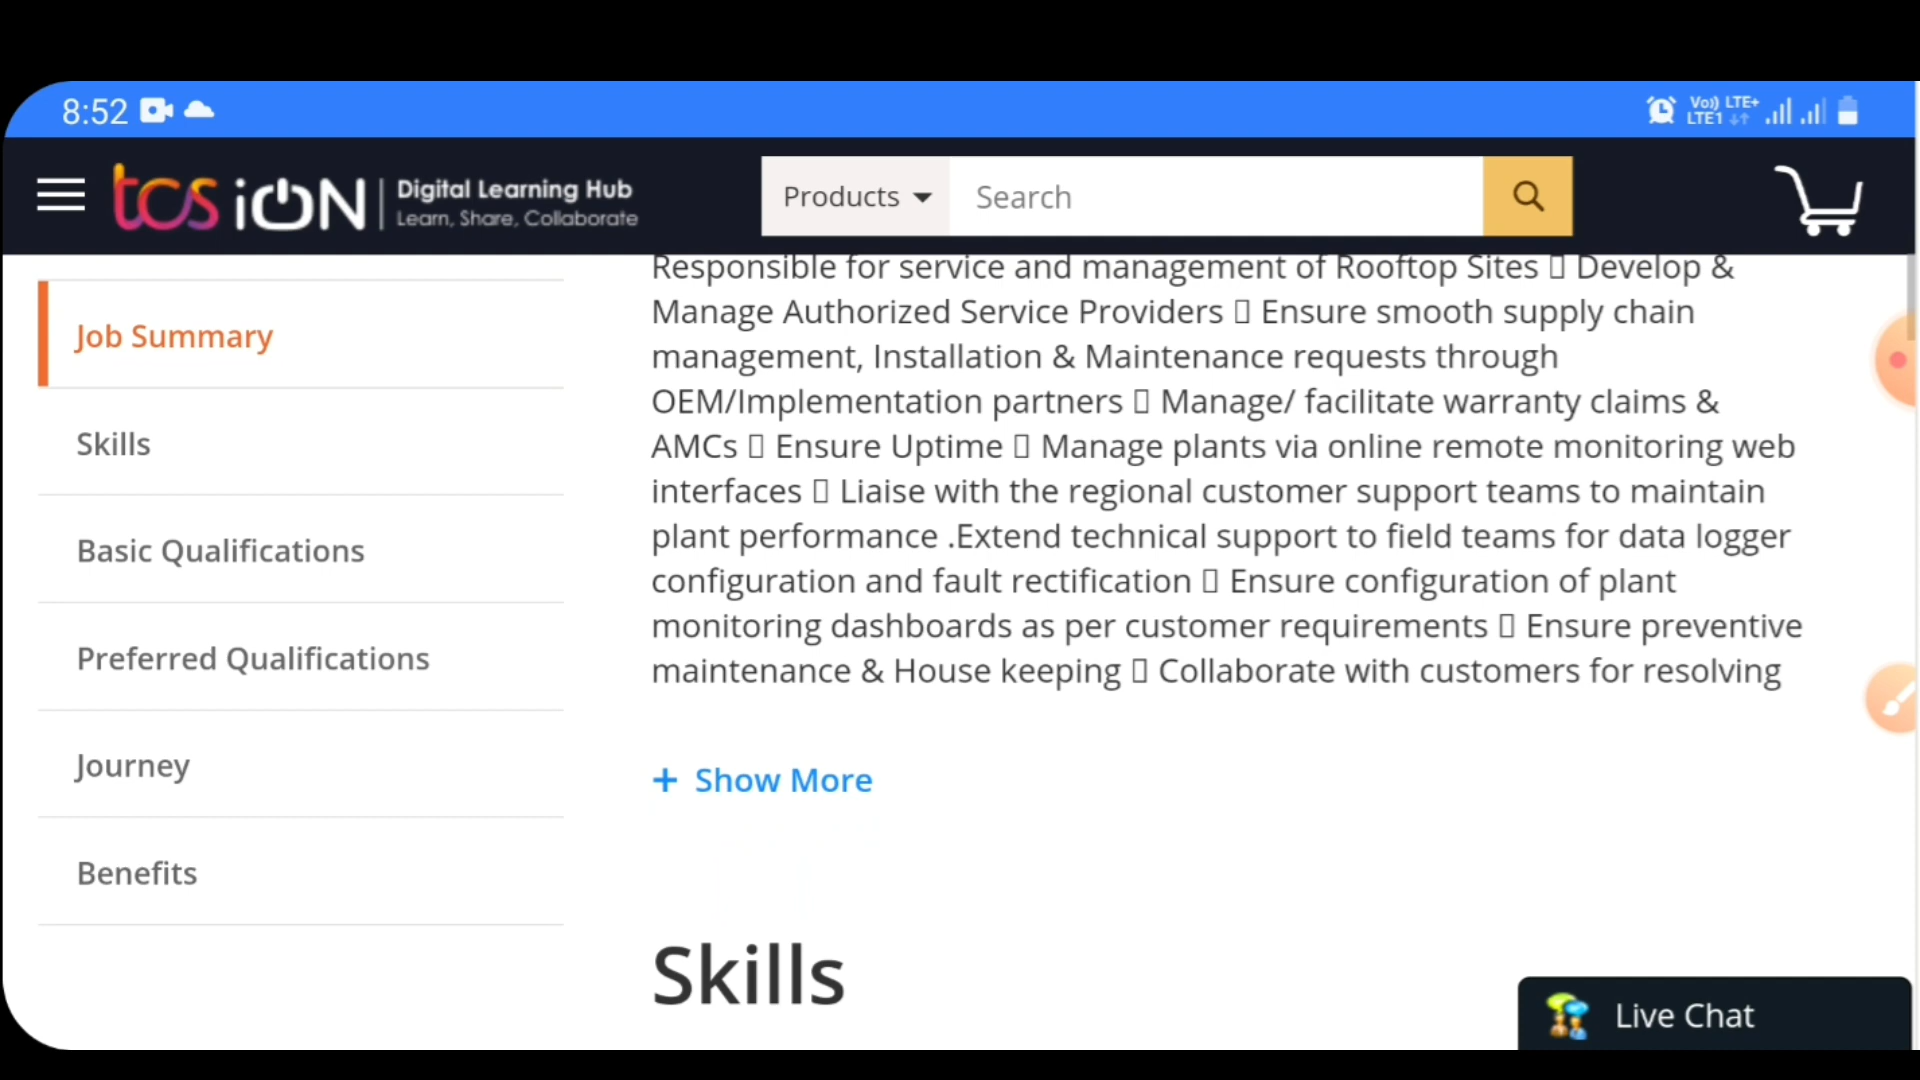 8:52
Vo)) LTE+
LTE1
tcs iON
Digital Learning Hub
Learn, Share, Collaborate
Products
Search
Job Summary
Skills
Basic Qualifications
Preferred Qualifications
Journey
Benefits
Responsible for service and management of Rooftop Sites  Develop &
Manage Authorized Service Providers  Ensure smooth supply chain
management, Installation & Maintenance requests through
OEM/Implementation partners  Manage/ facilitate warranty claims &
AMCs  Ensure Uptime  Manage plants via online remote monitoring web
interfaces  Liaise with the regional customer support teams to maintain
plant performance .Extend technical support to field teams for data logger
configuration and fault rectification  Ensure configuration of plant
monitoring dashboards as per customer requirements  Ensure preventive
maintenance & House keeping  Collaborate with customers for resolving
+ Show More
Skills
Live Chat